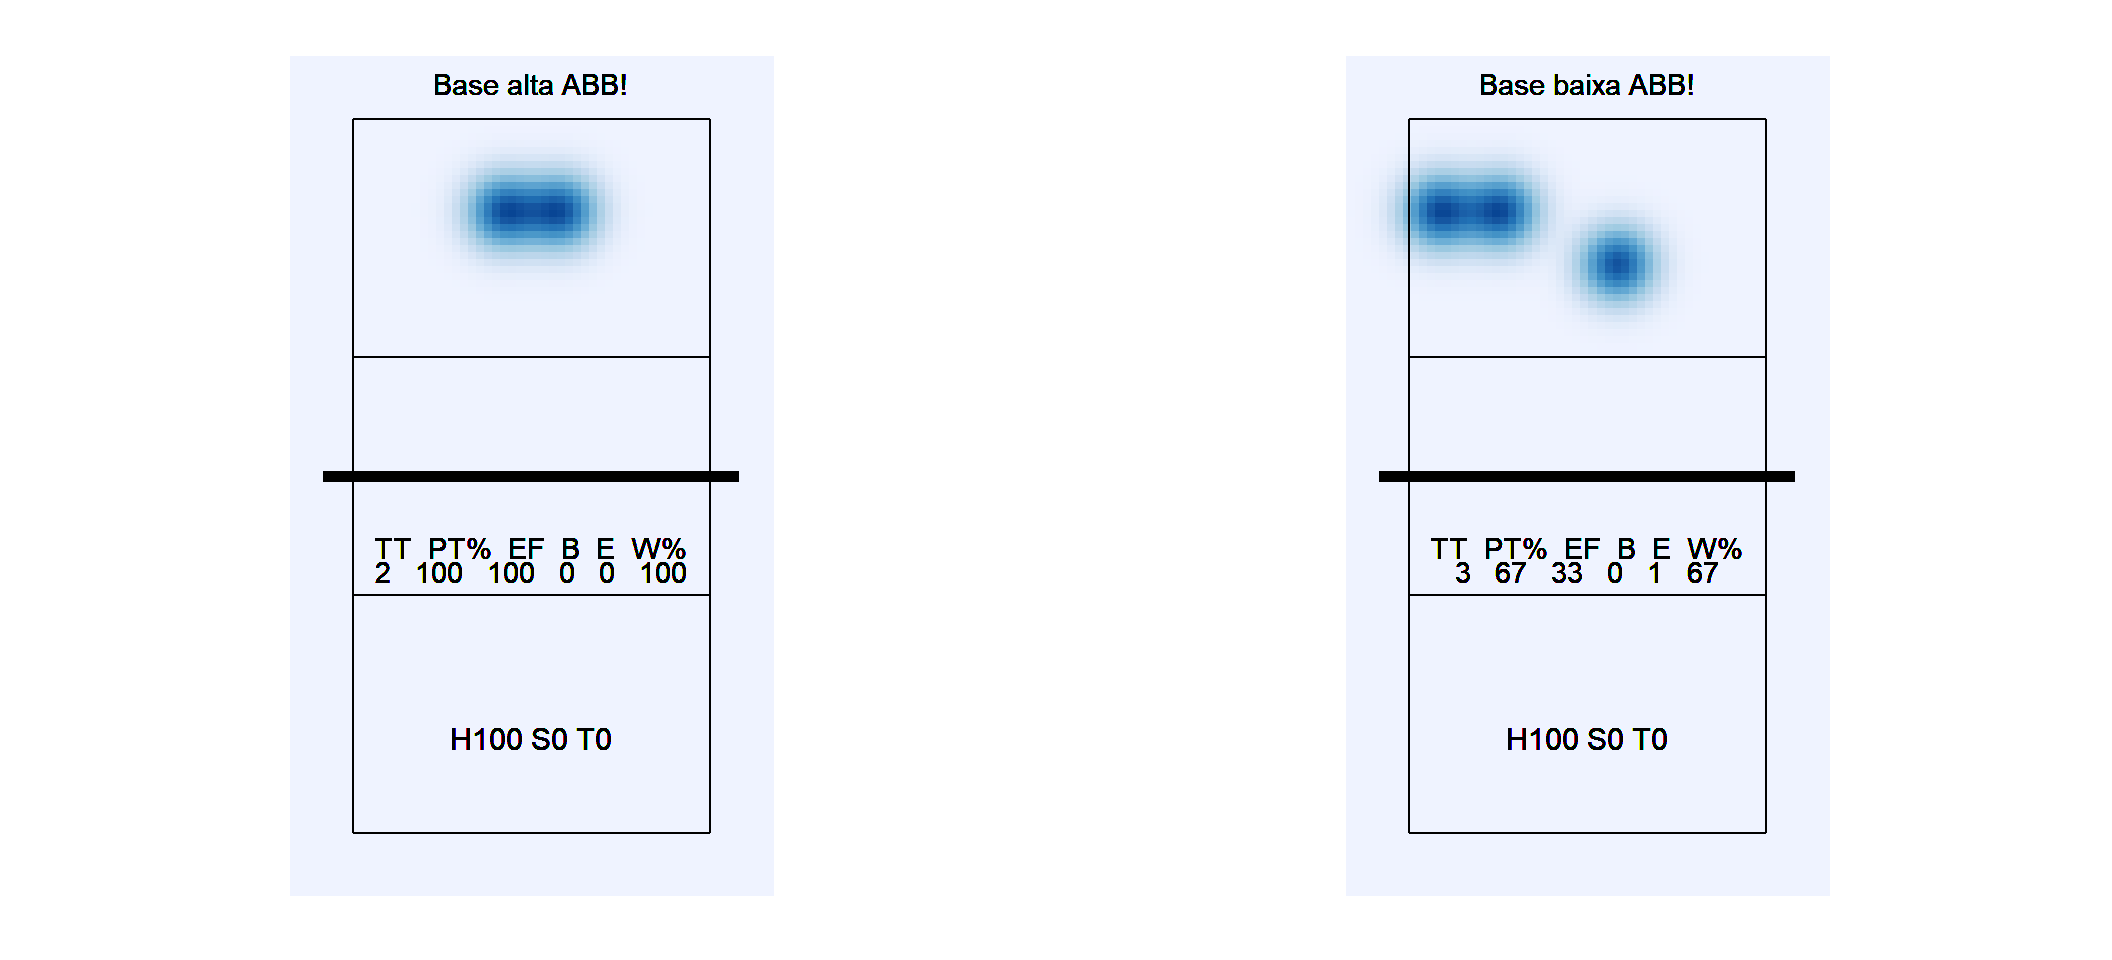 Base alta ABB!
TT PT% EF B E W%
2 100 100 0 0 100
H100 S0 T0
Base baixa ABB!
TT PT% EF B E W%
3 67 33 0 1 67
H100 S0 T0